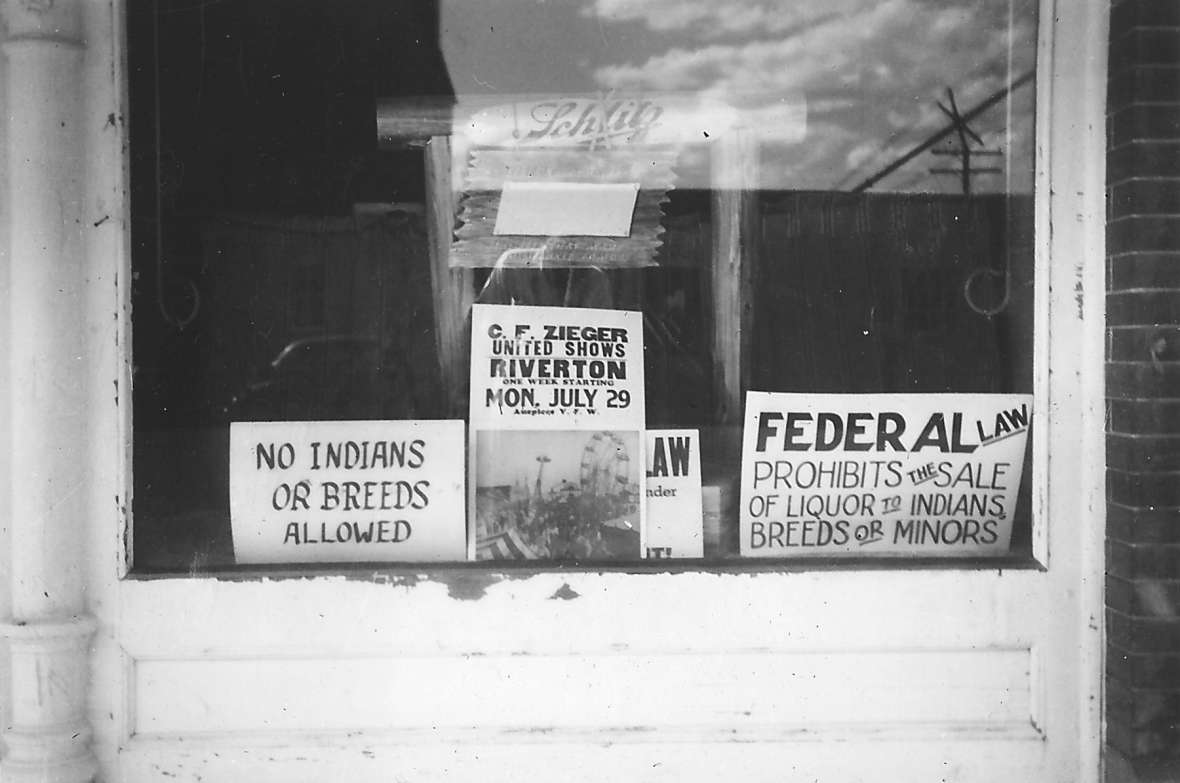 Schlitz
C. F. ZIEGER
UNITED SHOWS
RIVERTON
ONE WEEK STARTING
MON. JULY 29
Auspices V. F. W.
NO INDIANS
OR BREEDS
ALLOWED
LAW
nder
T!
FEDERAL LAW
PROHIBITS THE SALE
OF LIQUOR TO INDIANS,
BREEDS OR MINORS